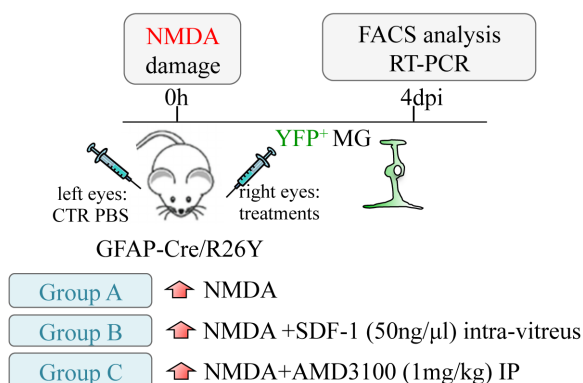 NMDA
damage
FACS analysis
RT-PCR
0h
4dpi
YFP+ MG
left eyes:
CTR PBS
right eyes:
treatments
GFAP-Cre/R26Y
Group A NMDA
Group B NMDA +SDF-1 (50ng/μl) intra-vitreus
Group C NMDA+AMD3100 (1mg/kg) IP